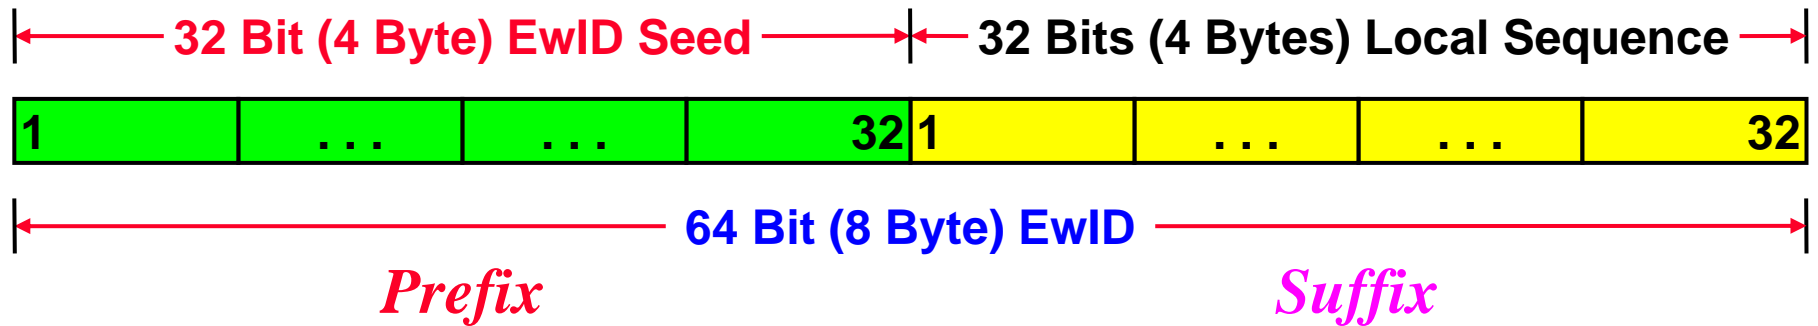 32 Bit (4 Byte) EwID Seed 32 Bits (4 Bytes) Local Sequence
1 . . . . . . 32 1 . . . . . . 32
64 Bit (8 Byte) EwID
Prefix Suffix